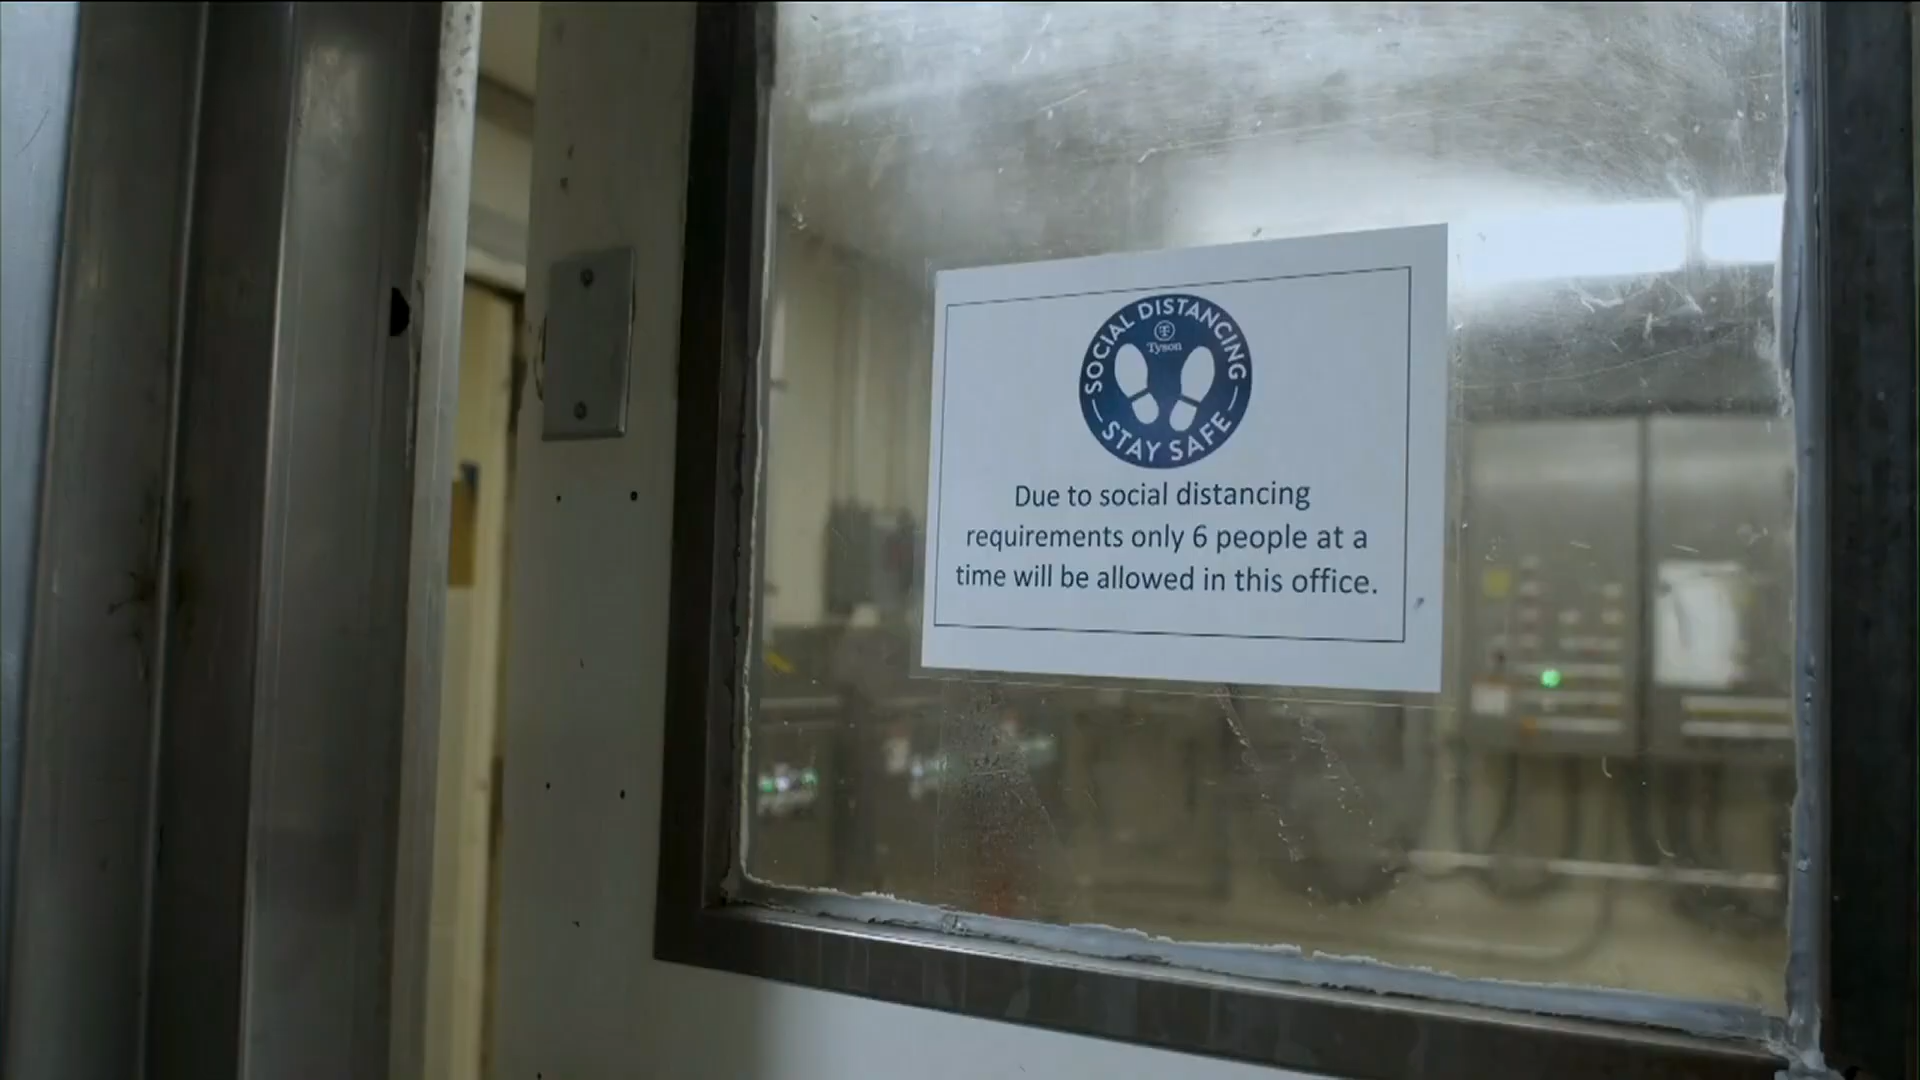 SOCIAL DISTANCING
Tyson
STAY SAFE
Due to social distancing
requirements only 6 people at a
time will be allowed in this office.